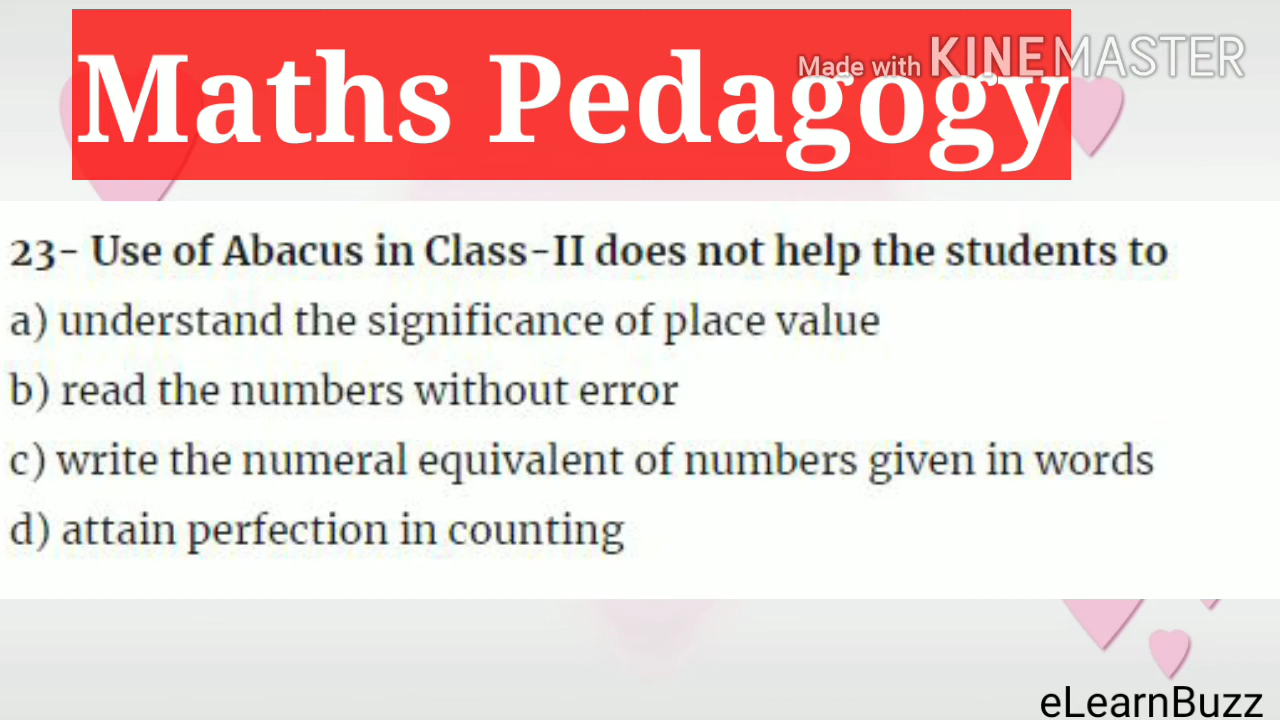 Maths Pedagogy
Made with KINEMASTER
23- Use of Abacus in Class-II does not help the students to
a) understand the significance of place value
b) read the numbers without error
c) write the numeral equivalent of numbers given in words
d) attain perfection in counting
eLearnBuzz